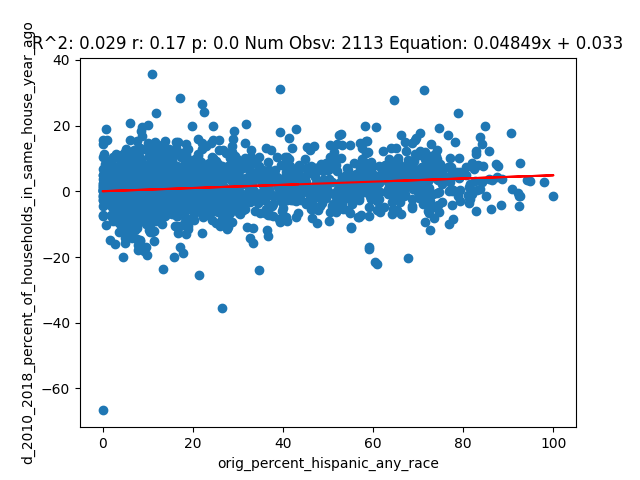 R^2: 0.029 r: 0.17 p: 0.0 Num Obsv: 2113 Equation: 0.04849x + 0.033
d_2010_2018_percent_of_households_in_same_house_year_ago
40
20
0
−20
−40
−60
0 20 40 60 80 100
orig_percent_hispanic_any_race